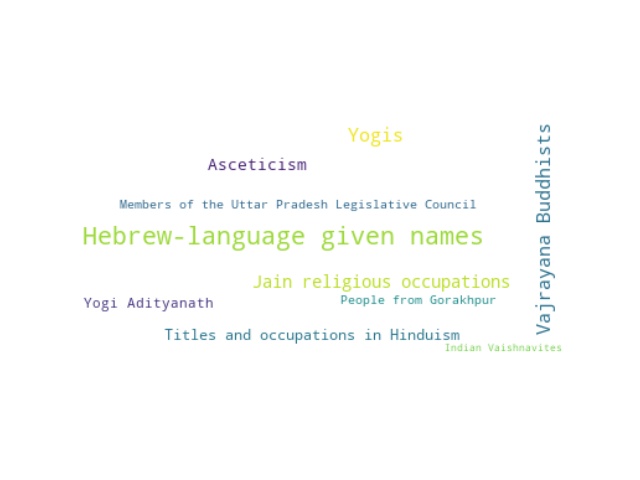 Yogis
Asceticism
Members of the Uttar Pradesh Legislative Council
Hebrew-language given names
Vajrayana Buddhists
Jain religious occupations
People from Gorakhpur
Yogi Adityanath
Titles and occupations in Hinduism
Indian Vaishnavites